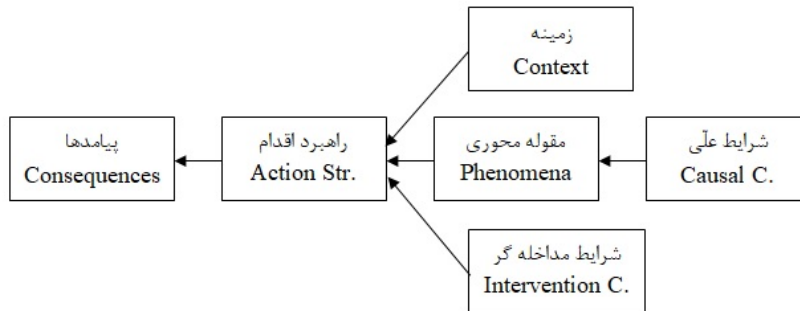 زمینه
Context
شرایط علّی
Causal C.
مقوله محوری
Phenomena
راهبرد اقدام
Action Str.
پیامدها
Consequences
شرایط مداخله گر
Intervention C.